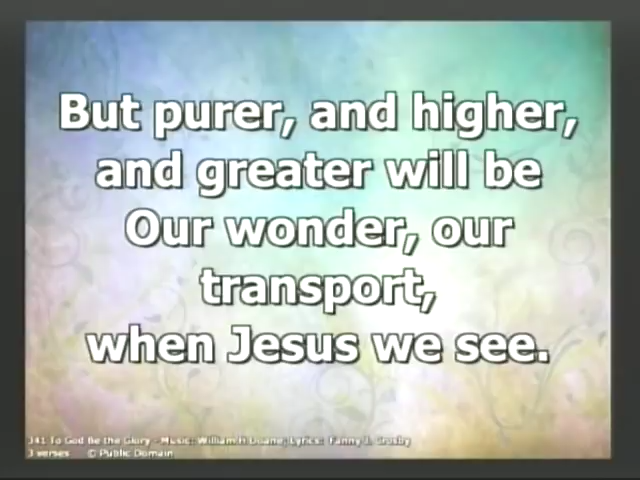 But purer, and higher,
and greater will be
Our wonder, our
transport,
when Jesus we see.
341 To God Be the Glory - Music: William H Doane; Lyrics: Fanny J. Crosby
3 verses © Public Domain